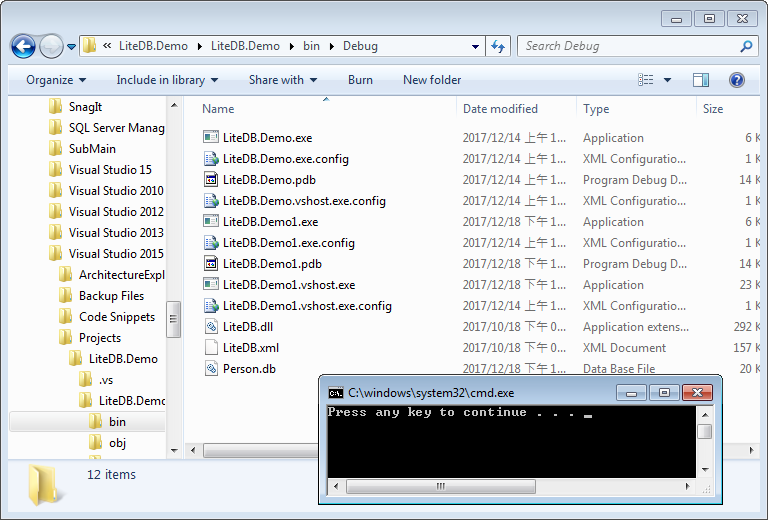 « LiteDB.Demo LiteDB.Demo bin Debug
Search Debug
Organize Include in library Share with Burn New folder
SnagIt
SQL Server Manag
SubMain
Visual Studio 15
Visual Studio 2010
Visual Studio 2012
Visual Studio 2013
Visual Studio 2015
ArchitectureExpl
Backup Files
Code Snippets
Projects
LiteDB.Demo
.vs
LiteDB.Demo
bin
obj
Name Date modified Type Size
LiteDB.Demo.exe 2017/12/14 上午 1... Application 6 K
LiteDB.Demo.exe.config 2017/12/14 上午 1... XML Configuratio... 1 K
LiteDB.Demo.pdb 2017/12/14 上午 1... Program Debug D... 14 K
LiteDB.Demo.vshost.exe.config 2017/12/14 上午 1... XML Configuratio... 1 K
LiteDB.Demo1.exe 2017/12/18 下午 1... Application 6 K
LiteDB.Demo1.exe.config 2017/12/14 上午 1... XML Configuratio... 1 K
LiteDB.Demo1.pdb 2017/12/18 下午 1... Program Debug D... 14 K
LiteDB.Demo1.vshost.exe 2017/12/18 下午 1... Application 23 K
LiteDB.Demo1.vshost.exe.config 2017/12/14 上午 1... XML Configuratio... 1 K
LiteDB.dll 2017/10/18 下午 0... Application extens... 292 K
LiteDB.xml 2017/10/18 下午 0... XML Document 157 K
Person.db 2017/12/18 下午 1... Data Base File 20 K
C:\windows\system32\cmd.exe
Press any key to continue . . . _
12 items